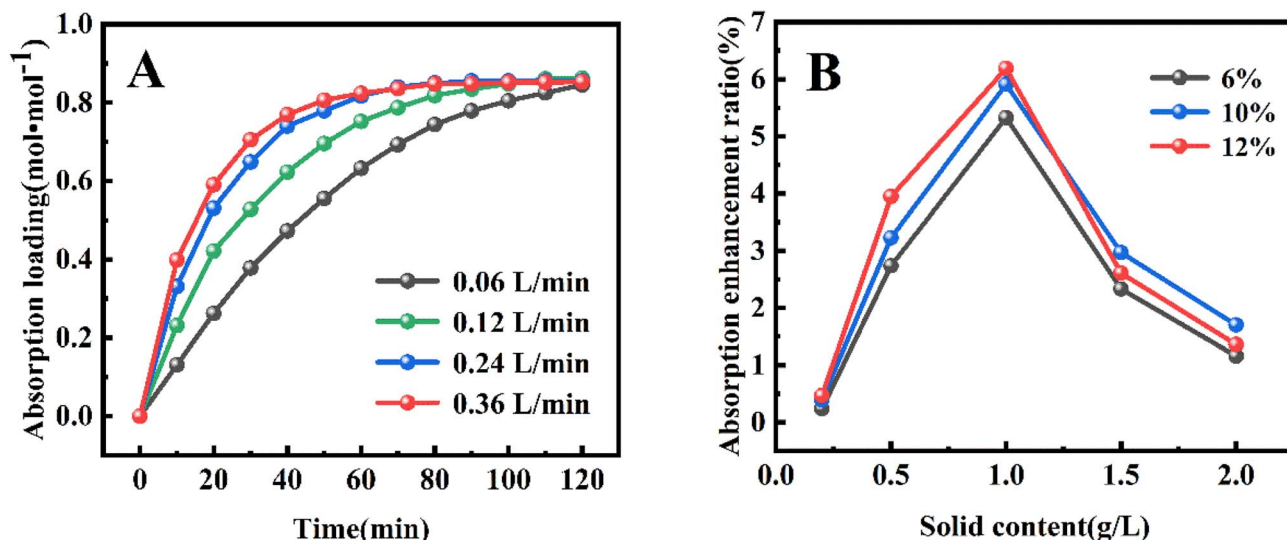 A
Absorption loading(mol•mol⁻¹)
1.0
0.8
0.6
0.4
0.2
0.0
0.06 L/min
0.12 L/min
0.24 L/min
0.36 L/min
0 20 40 60 80 100 120
Time(min)
B
Absorption enhancement ratio(%)
7
6
5
4
3
2
1
0
6%
10%
12%
0.0 0.5 1.0 1.5 2.0
Solid content(g/L)